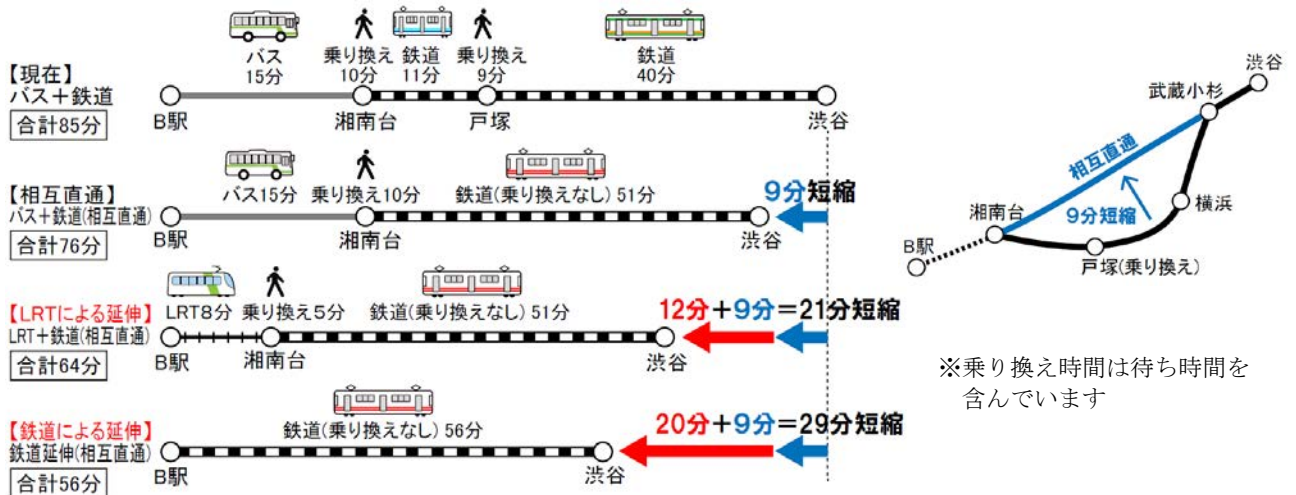 バス
15分
乗り換え
10分
鉄道
11分
乗り換え
9分
鉄道
40分
【現在】
バス+鉄道
合計85分
B駅
湘南台
戸塚
渋谷
【相互直通】
バス+鉄道(相互直通)
合計76分
バス15分
乗り換え10分
鉄道(乗り換えなし) 51分
9分短縮
B駅
湘南台
渋谷
【LRTによる延伸】
LRT+鉄道(相互直通)
合計64分
LRT8分
乗り換え5分
鉄道(乗り換えなし) 51分
12分+9分=21分短縮
B駅
湘南台
渋谷
【鉄道による延伸】
鉄道延伸(相互直通)
合計56分
鉄道(乗り換えなし) 56分
20分+9分=29分短縮
B駅
渋谷
渋谷
武蔵小杉
相互直通
9分短縮
横浜
湘南台
B駅
戸塚(乗り換え)
※乗り換え時間は待ち時間を
含んでいます